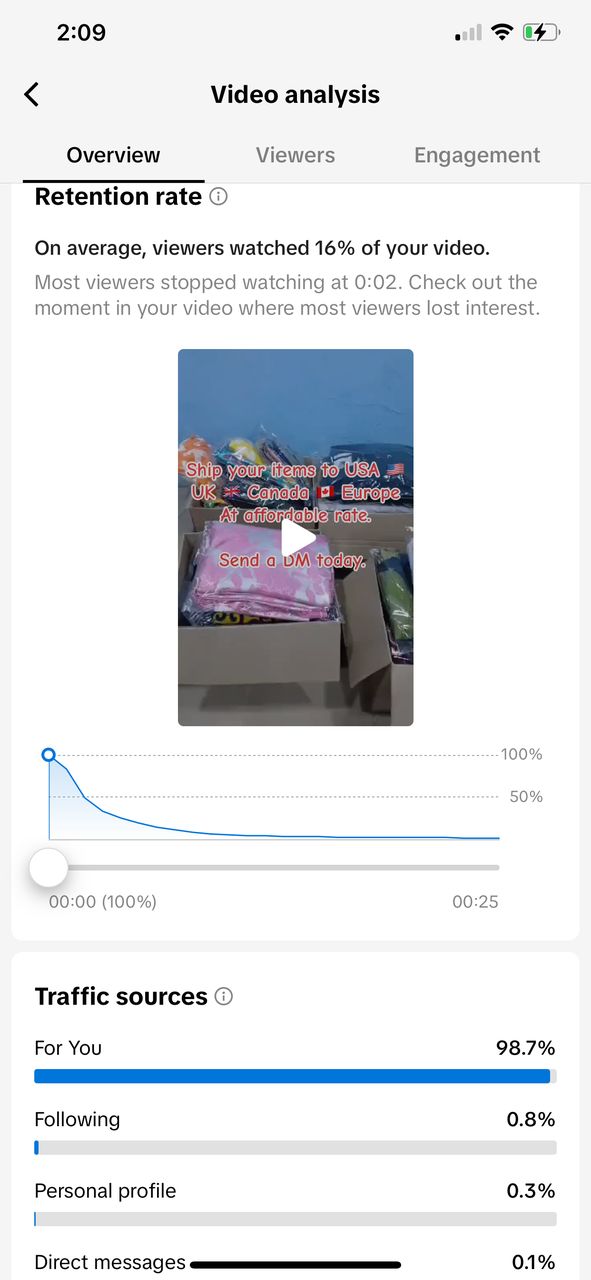 2:09
Video analysis
Overview
Viewers
Engagement
Retention rate
On average, viewers watched 16% of your video.
Most viewers stopped watching at 0:02. Check out the
moment in your video where most viewers lost interest.
Ship your items to USA 🇺🇸
UK 🇬🇧 Canada 🇨🇦 Europe
At affordable rate.
Send a DM today.
100%
50%
00:00 (100%)
00:25
Traffic sources
For You
98.7%
Following
0.8%
Personal profile
0.3%
Direct messages
0.1%